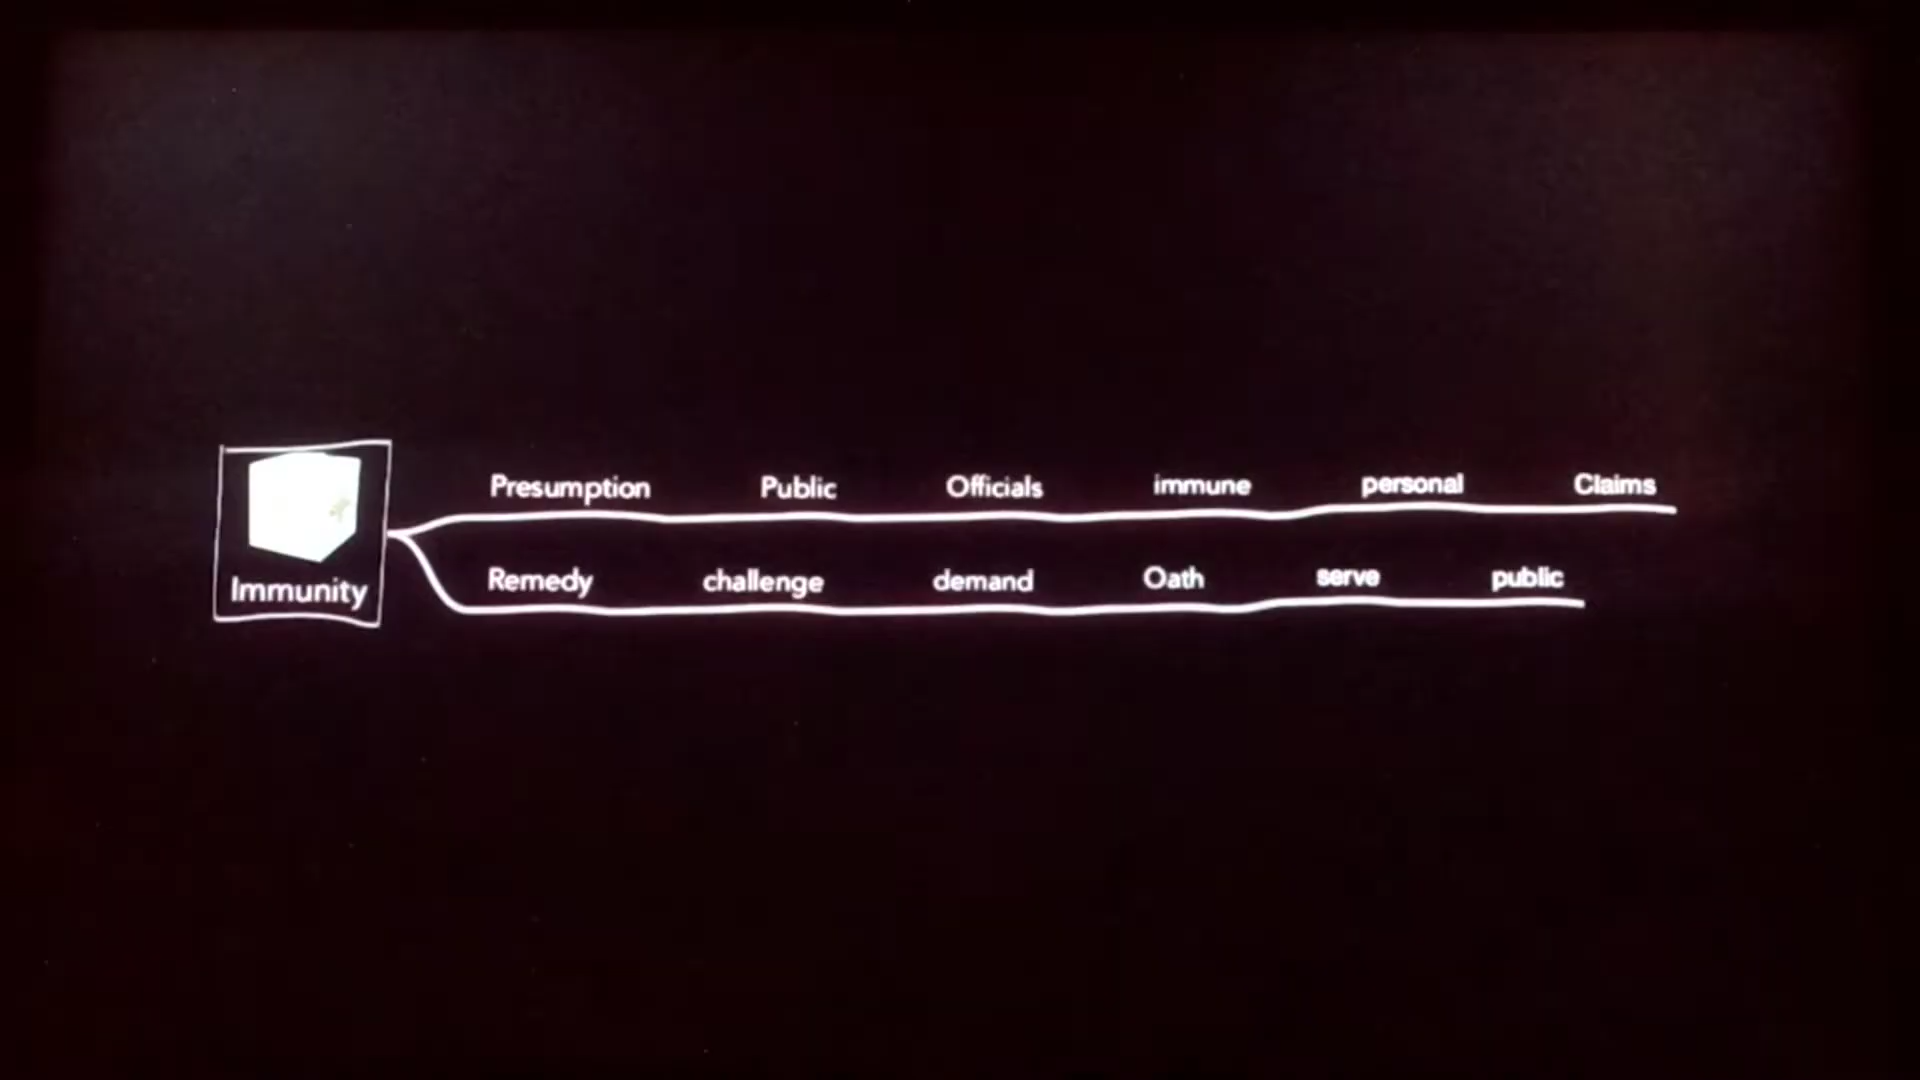 Presumption Public Officials immune personal Claims
Immunity
Remedy challenge demand Oath serve public